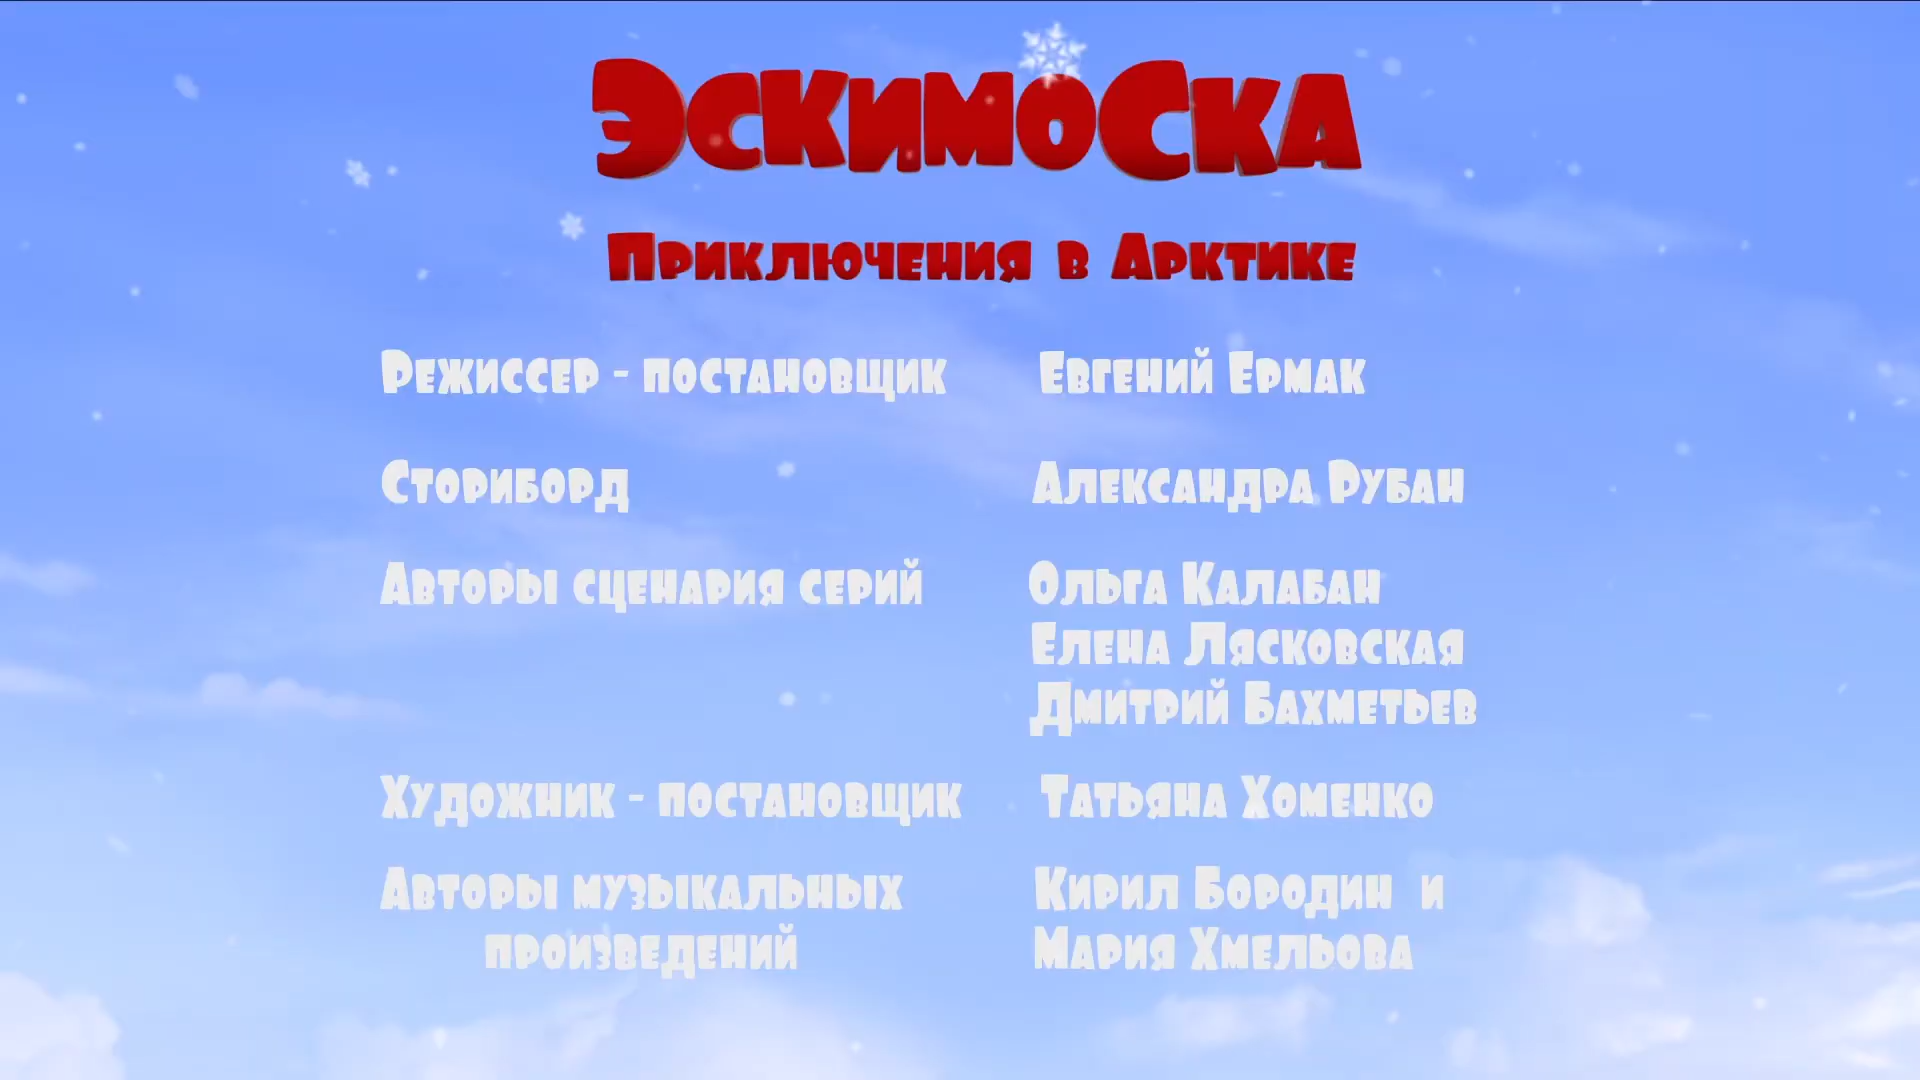 ЭскимоСка
Приключения в Арктике
Режиссер - постановщик Евгений Ермак
Сториборд Александра Рубан
Авторы сценария серий Ольга Калабан
Елена Лясковская
Дмитрий Бахметьев
Художник - постановщик Татьяна Хоменко
Авторы музыкальных Кирил Бородин и
произведений Мария Хмельова